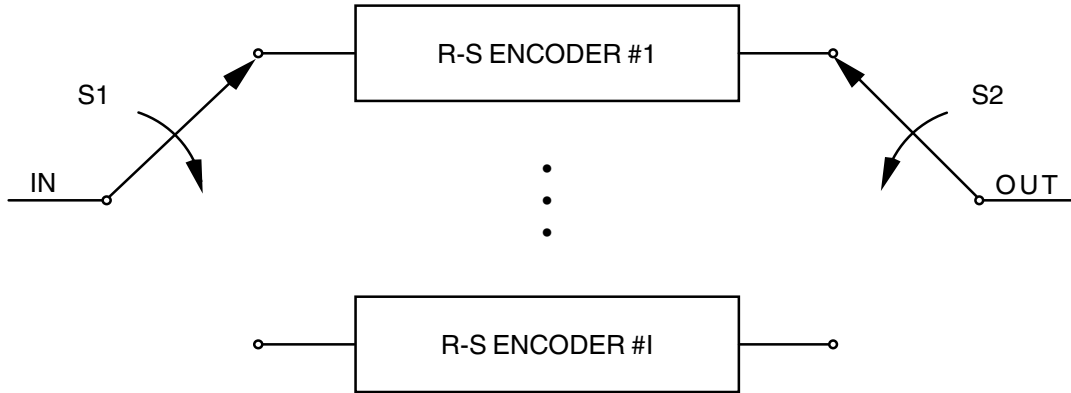 R-S ENCODER #1
S1
S2
IN
OUT
R-S ENCODER #I